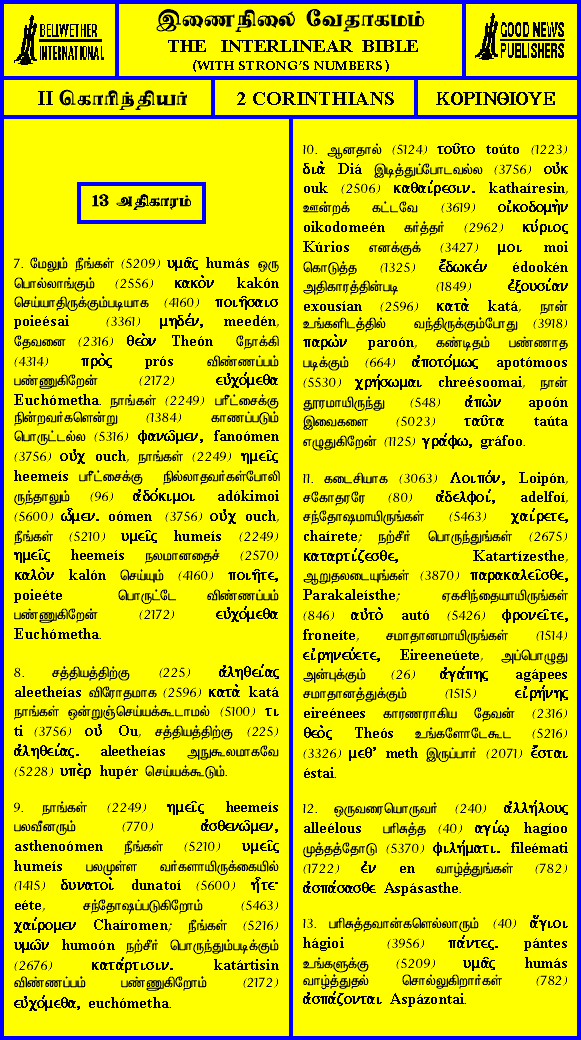 BELLWETHER
INTERNATIONAL
இணைநிலை வேதாகமம்
THE INTERLINEAR BIBLE
(WITH STRONG'S NUMBERS)
GOOD NEWS
PUBLISHERS
II கொரிந்தியர்
2 CORINTHIANS
ΚΟΡΙΝΘΙΟΥΕ
13 அதிகாரம்
7. மேலும் நீங்கள் (5209) υμᾶς humás ஒரு
பொல்லாங்கும் (2556) κακὸν kakón
செய்யாதிருக்கும்படியாக (4160) ποιῆσαισ
poieésai (3361) μηδέν, meedén,
தேவனை (2316) θεὸν Theón நோக்கி
(4314) πρὸς prós விண்ணப்பம்
பண்ணுகிறேன் (2172) εὐχόμεθα
Euchómetha. நாங்கள் (2249) பரீட்சைக்கு
நின்றவர்களென்று (1384) காணப்படும்
பொருட்டல்ல (5316) φανῶμεν, fanoómen
(3756) οὐχ ouch, நாங்கள் (2249) ημεῖς
heemeís பரீட்சைக்கு நில்லாதவர்கள்போலி
ருந்தாலும் (96) ἀδόκιμοι adókimoi
(5600) ὦμεν. oómen (3756) οὐχ ouch,
நீங்கள் (5210) υμεῖς humeís (2249)
ημεῖς heemeís நலமானதைச் (2570)
καλὸν kalón செய்யும் (4160) ποιῆτε,
poieéte பொருட்டே விண்ணப்பம்
பண்ணுகிறேன் (2172) εὐχόμεθα
Euchómetha.
8. சத்தியத்திற்கு (225) ἀληθείας
aleetheías விரோதமாக (2596) κατὰ katá
நாங்கள் ஒன்றுஞ்செய்யக்கூடாமல் (5100) τι
ti (3756) οὐ Ou, சத்தியத்திற்கு (225)
ἀληθείας. aleetheías அநுகூலமாகவே
(5228) υπὲρ hupér செய்யக்கூடும்.
9. நாங்கள் (2249) ημεῖς heemeís
பலவீனரும் (770) ἀσθενῶμεν,
asthenoómen நீங்கள் (5210) υμεῖς
humeís பலமுள்ள வர்களாயிருக்கையில்
(1415) δυνατοὶ dunatoí (5600) ἦτε·
eéte, சந்தோஷப்படுகிறோம் (5463)
χαίρομεν Chaíromen; நீங்கள் (5216)
υμῶν humoón நற்சீர் பொருந்தும்படிக்கும்
(2676) κατάρτισιν. katártisin
விண்ணப்பம் பண்ணுகிறோம் (2172)
εὐχόμεθα, euchómetha.
10. ஆனதால் (5124) τοῦτο toúto (1223)
διὰ Diá இடித்துப்போடவல்ல (3756) οὐκ
ouk (2506) καθαίρεσιν. kathaíresin,
ஊன்றக் கட்டவே (3619) οἰκοδομὴν
oikodomeén கர்த்தர் (2962) κύριος
Kúrios எனக்குக் (3427) μοι moi
கொடுத்த (1325) ἔδωκέν édookén
அதிகாரத்தின்படி (1849) ἐξουσίαν
exousían (2596) κατὰ katá, நான்
உங்களிடத்தில் வந்திருக்கும்போது (3918)
παρὼν paroón, கண்டிதம் பண்ணாத
படிக்கும் (664) ἀποτόμως apotómoos
(5530) χρήσωμαι chreésoomai, நான்
தூரமாயிருந்து (548) ἀπὼν apoón
இவைகளை (5023) ταῦτα taúta
எழுதுகிறேன் (1125) γράφω, gráfoo.
11. கடைசியாக (3063) Λοιπόν, Loipón,
சகோதரரே (80) ἀδελφοί, adelfoí,
சந்தோஷமாயிருங்கள் (5463) χαίρετε,
chaírete; நற்சீர் பொருந்துங்கள் (2675)
καταρτίζεσθε, Katartízesthe,
ஆறுதலடையுங்கள் (3870) παρακαλεῖσθε,
Parakaleísthe; ஏகசிந்தையாயிருங்கள்
(846) αὐτὸ autó (5426) φρονεῖτε,
froneíte, சமாதானமாயிருங்கள் (1514)
εἰρηνεύετε, Eireeneúete, அப்பொழுது
அன்புக்கும் (26) ἀγάπης agápees
சமாதானத்துக்கும் (1515) εἰρήνης
eireénees காரணராகிய தேவன் (2316)
θεὸς Theós உங்களோடேகூட (5216)
(3326) μεθ' meth இருப்பார் (2071) ἔσται
éstai.
12. ஒருவரையொருவர் (240) ἀλλήλους
alleélous பரிசுத்த (40) αγίῳ hagíoo
முத்தத்தோடு (5370) φιλήματι. fileémati
(1722) ἐν en வாழ்த்துங்கள் (782)
ἀσπάσασθε Aspásasthe.
13. பரிசுத்தவான்களெல்லாரும் (40) ἅγιοι
hágioi (3956) πάντες. pántes
உங்களுக்கு (5209) υμᾶς humás
வாழ்த்துதல் சொல்லுகிறார்கள் (782)
ἀσπάζονται Aspázontai.